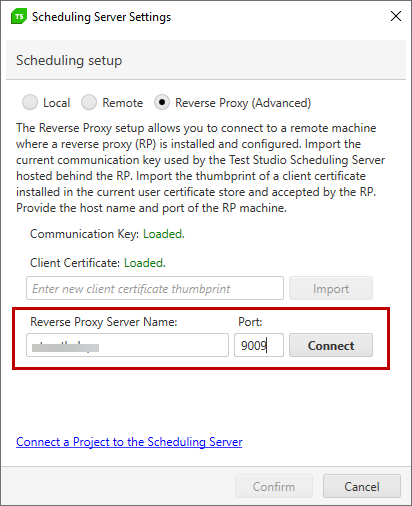 TS Scheduling Server Settings
Scheduling setup
Local Remote Reverse Proxy (Advanced)
The Reverse Proxy setup allows you to connect to a remote machine
where a reverse proxy (RP) is installed and configured. Import the
current communication key used by the Test Studio Scheduling Server
hosted behind the RP. Import the thumbprint of a client certificate
installed in the current user certificate store and accepted by the RP.
Provide the host name and port of the RP machine.
Communication Key: Loaded.
Client Certificate: Loaded.
Enter new client certificate thumbprint Import
Reverse Proxy Server Name: Port:
9009 Connect
Connect a Project to the Scheduling Server
Confirm Cancel